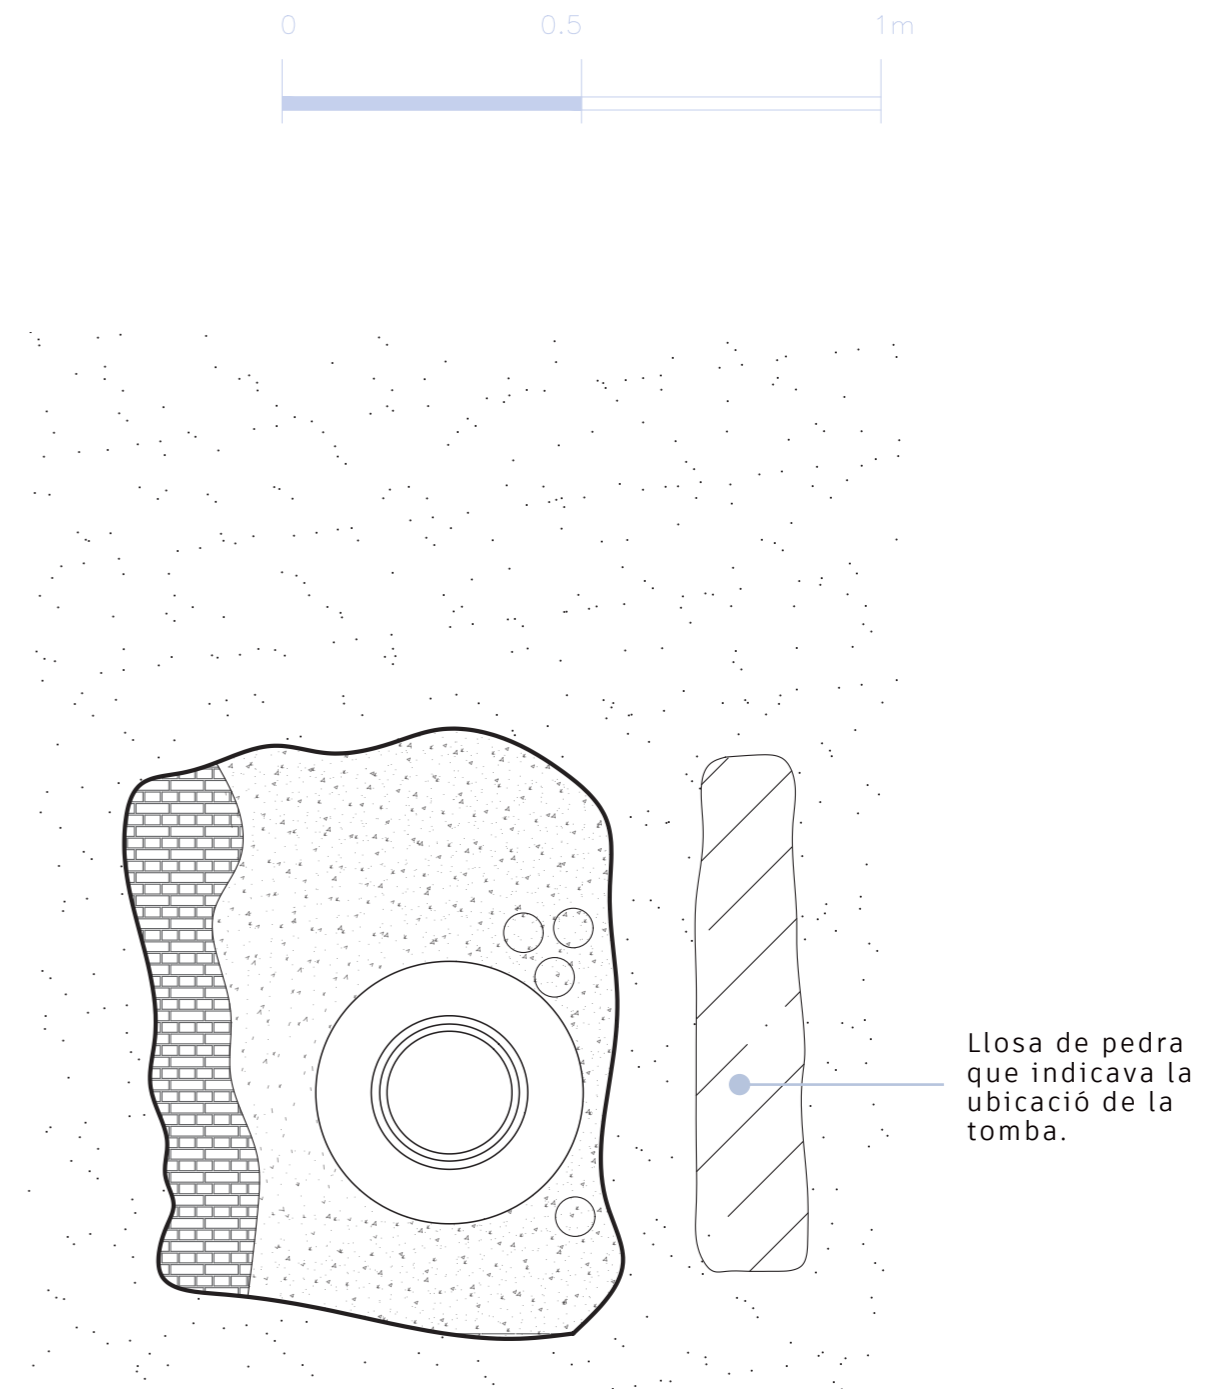 0 0.5 1m
Llosa de pedra
que indicava la
ubicació de la
tomba.